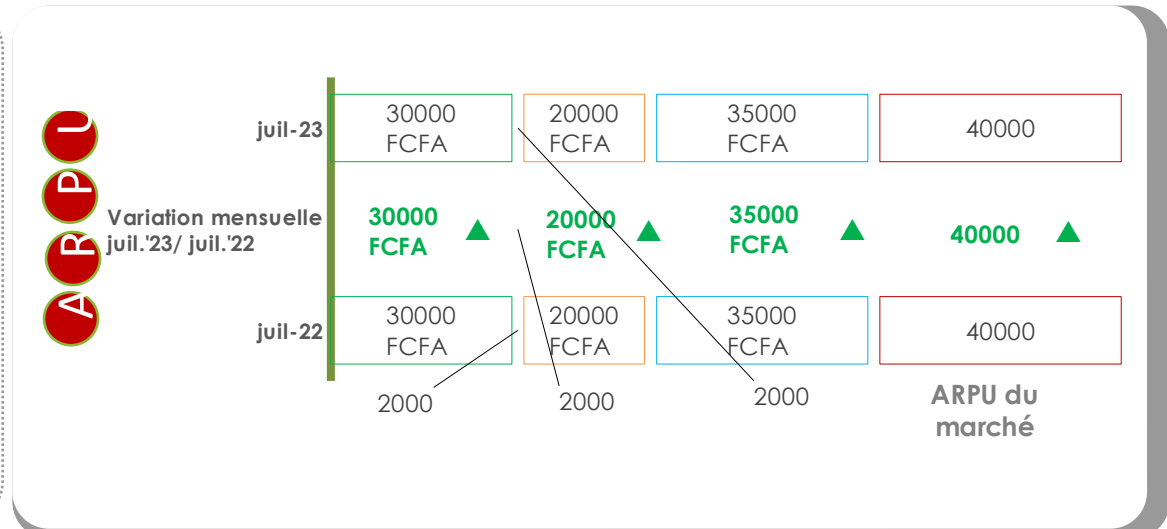 A R P U
juil-23
30000
FCFA
20000
FCFA
35000
FCFA
40000
Variation mensuelle
juil.'23/ juil.'22
30000
FCFA
20000
FCFA
35000
FCFA
40000
juil-22
30000
FCFA
20000
FCFA
35000
FCFA
40000
2000
2000
2000
ARPU du
marché